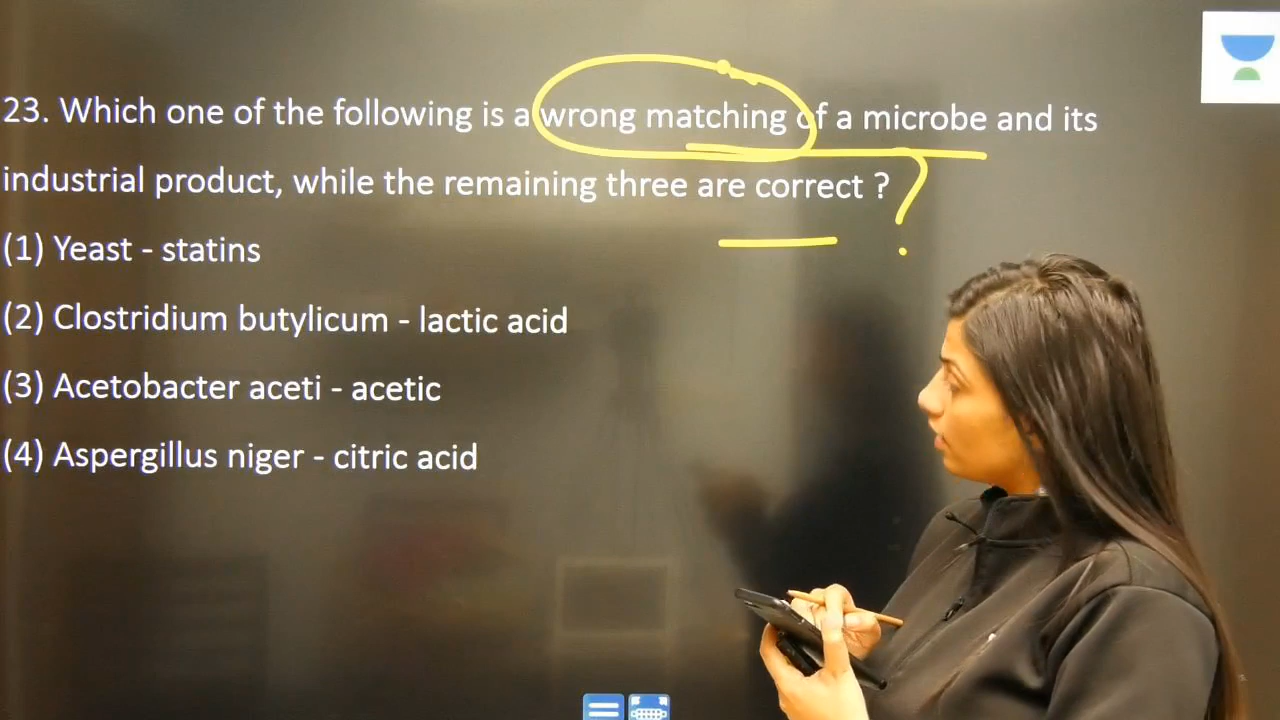 23. Which one of the following is a wrong matching of a microbe and its
industrial product, while the remaining three are correct ?
(1) Yeast - statins
(2) Clostridium butylicum - lactic acid
(3) Acetobacter aceti - acetic
(4) Aspergillus niger - citric acid
?